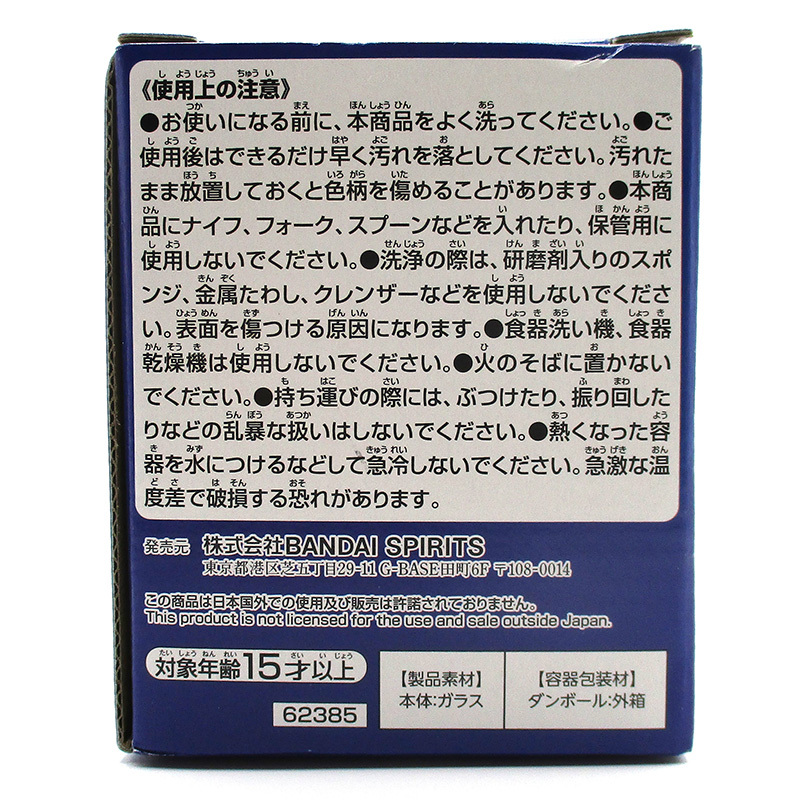 《使用上の注意》
●お使いになる前に、本商品をよく洗ってください。●ご
使用後はできるだけ早く汚れを落としてください。汚れた
まま放置しておくと色柄を傷めることがあります。●本商
品にナイフ、フォーク、スプーンなどを入れたり、保管用に
使用しないでください。●洗浄の際は、研磨剤入りのスポ
ンジ、金属たわし、クレンザーなどを使用しないでくださ
い。表面を傷つける原因になります。●食器洗い機、食器
乾燥機は使用しないでください。●火のそばに置かない
でください。●持ち運びの際には、ぶつけたり、振り回した
りなどの乱暴な扱いはしないでください。●熱くなった容
器を水につけるなどして急冷しないでください。急激な温
度差で破損する恐れがあります。
発売元 株式会社BANDAI SPIRITS
東京都港区芝五丁目29-11 G-BASE田町6F 〒108-0014
この商品は日本国外での使用及び販売は許諾されておりません。
This product is not licensed for the use and sale outside Japan.
対象年齢15才以上
62385
【製品素材】
本体:ガラス
【容器包装材】
ダンボール:外箱